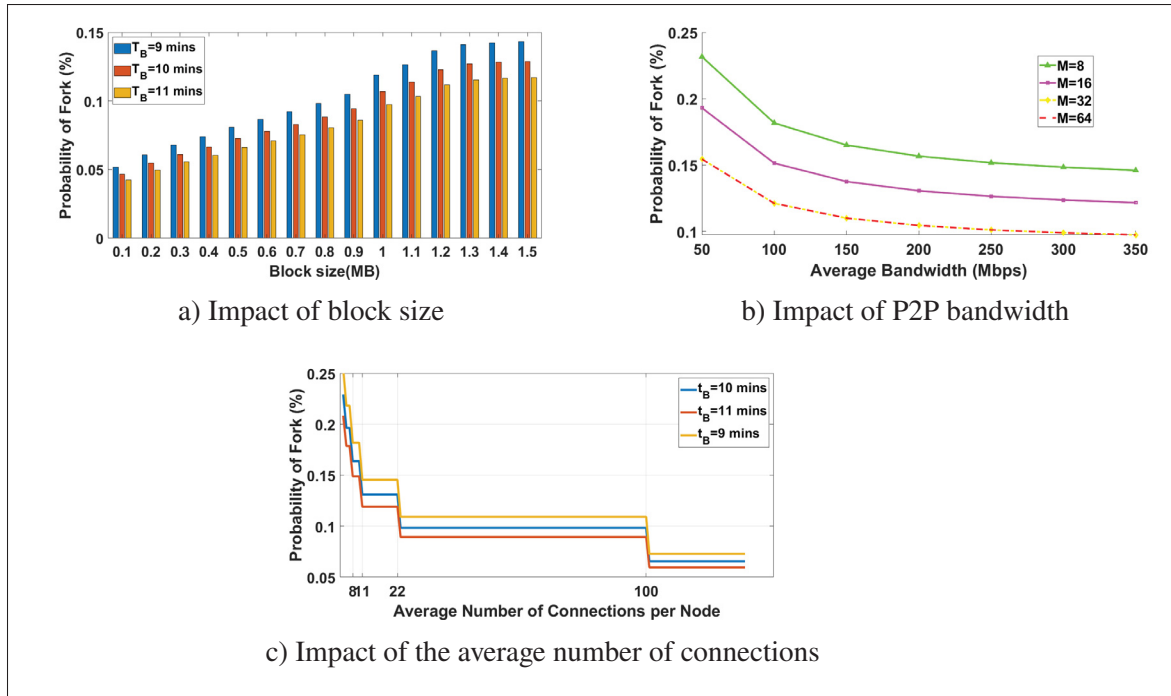 0.15
0.1
0.05
0
Probability of Fork (%)
T_B=9 mins
T_B=10 mins
T_B=11 mins
0.1 0.2 0.3 0.4 0.5 0.6 0.7 0.8 0.9 1 1.1 1.2 1.3 1.4 1.5
Block size(MB)
a) Impact of block size
0.25
0.2
0.15
0.1
Probability of Fork (%)
M=8
M=16
M=32
M=64
50 100 150 200 250 300 350
Average Bandwidth (Mbps)
b) Impact of P2P bandwidth
0.25
0.2
0.15
0.1
0.05
Probability of Fork (%)
t_B=10 mins
t_B=11 mins
t_B=9 mins
8 11 22 100
Average Number of Connections per Node
c) Impact of the average number of connections